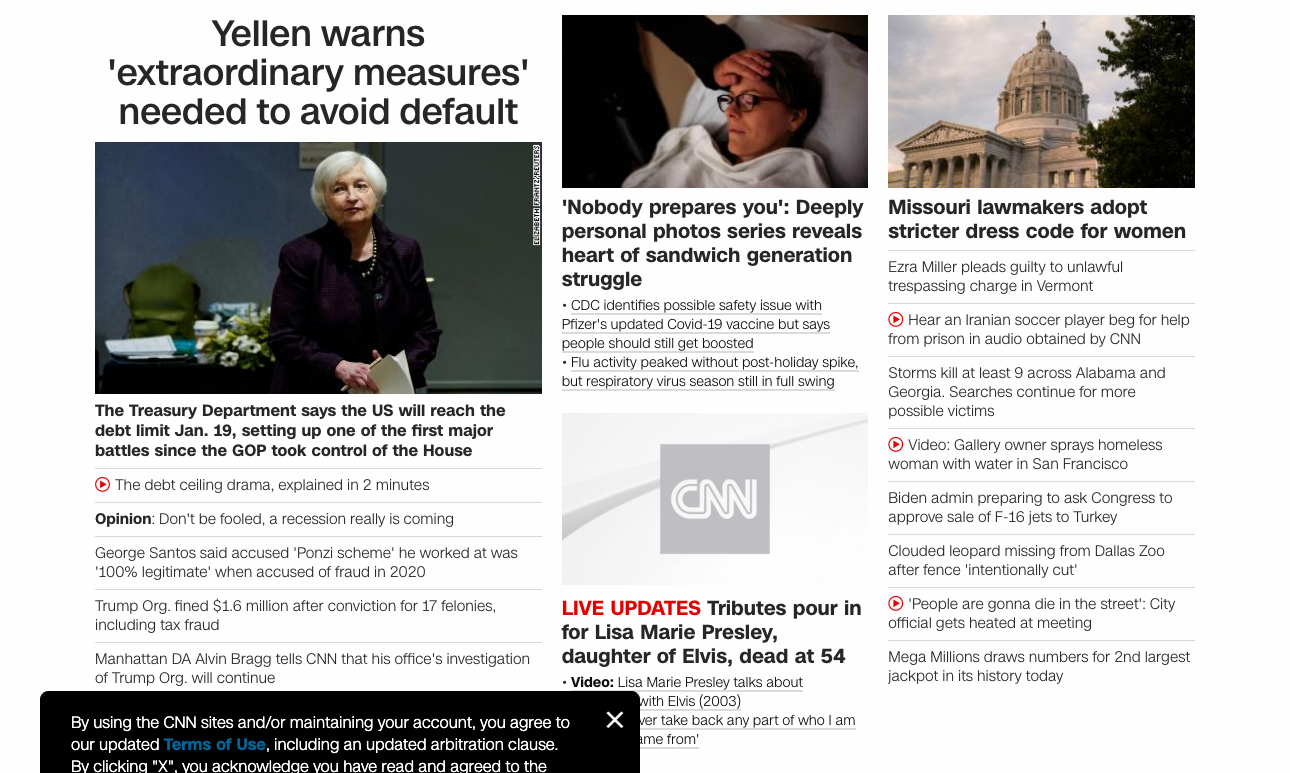 Yellen warns
'extraordinary measures'
needed to avoid default
ELIZABETH FRANTZ/REUTERS
The Treasury Department says the US will reach the
debt limit Jan. 19, setting up one of the first major
battles since the GOP took control of the House
The debt ceiling drama, explained in 2 minutes
Opinion: Don't be fooled, a recession really is coming
George Santos said accused 'Ponzi scheme' he worked at was
'100% legitimate' when accused of fraud in 2020
Trump Org. fined $1.6 million after conviction for 17 felonies,
including tax fraud
Manhattan DA Alvin Bragg tells CNN that his office's investigation
of Trump Org. will continue
'Nobody prepares you': Deeply
personal photos series reveals
heart of sandwich generation
struggle
• CDC identifies possible safety issue with
Pfizer's updated Covid-19 vaccine but says
people should still get boosted
• Flu activity peaked without post-holiday spike,
but respiratory virus season still in full swing
CNN
LIVE UPDATES Tributes pour in
for Lisa Marie Presley,
daughter of Elvis, dead at 54
• Video: Lisa Marie Presley talks about
with Elvis (2003)
take back any part of who I am
from'
Missouri lawmakers adopt
stricter dress code for women
Ezra Miller pleads guilty to unlawful
trespassing charge in Vermont
Hear an Iranian soccer player beg for help
from prison in audio obtained by CNN
Storms kill at least 9 across Alabama and
Georgia. Searches continue for more
possible victims
Video: Gallery owner sprays homeless
woman with water in San Francisco
Biden admin preparing to ask Congress to
approve sale of F-16 jets to Turkey
Clouded leopard missing from Dallas Zoo
after fence 'intentionally cut'
'People are gonna die in the street': City
official gets heated at meeting
Mega Millions draws numbers for 2nd largest
jackpot in its history today
By using the CNN sites and/or maintaining your account, you agree to
our updated Terms of Use, including an updated arbitration clause.
By clicking "X", you acknowledge you have read and agreed to the